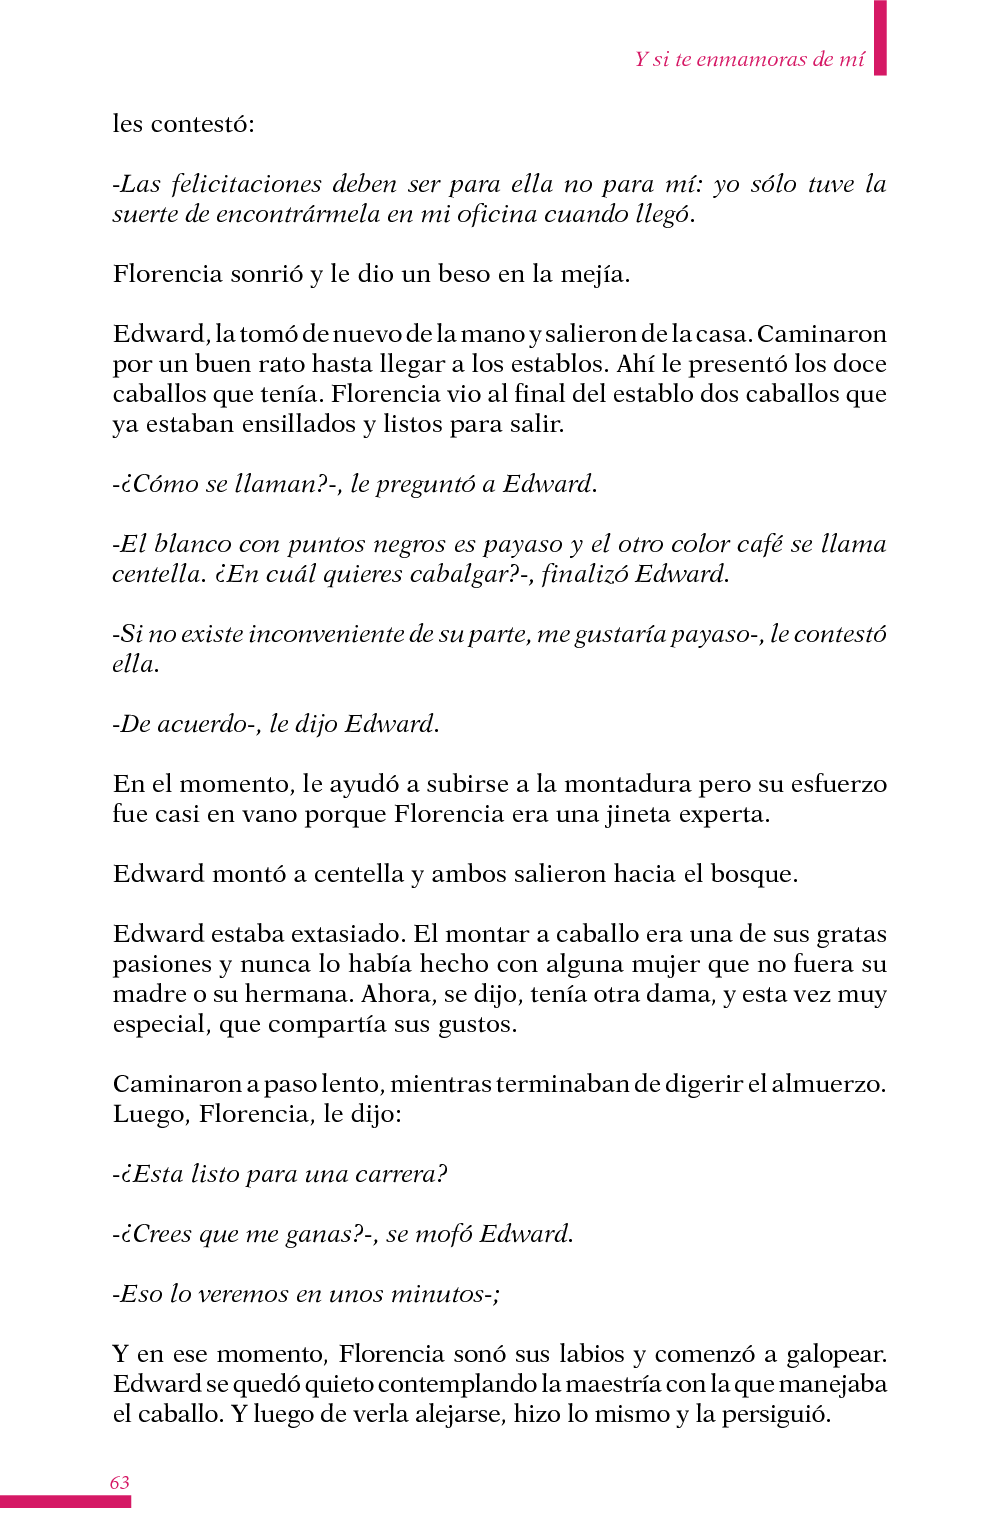 Y si te enmamoras de mí
les contestó:
-Las felicitaciones deben ser para ella no para mí: yo sólo tuve la
suerte de encontrármela en mi oficina cuando llegó.
Florencia sonrió y le dio un beso en la mejía.
Edward, la tomó de nuevo de la mano y salieron de la casa. Caminaron
por un buen rato hasta llegar a los establos. Ahí le presentó los doce
caballos que tenía. Florencia vio al final del establo dos caballos que
ya estaban ensillados y listos para salir.
-¿Cómo se llaman?-, le preguntó a Edward.
-El blanco con puntos negros es payaso y el otro color café se llama
centella. ¿En cuál quieres cabalgar?-, finalizó Edward.
-Si no existe inconveniente de su parte, me gustaría payaso-, le contestó
ella.
-De acuerdo-, le dijo Edward.
En el momento, le ayudó a subirse a la montadura pero su esfuerzo
fue casi en vano porque Florencia era una jineta experta.
Edward montó a centella y ambos salieron hacia el bosque.
Edward estaba extasiado. El montar a caballo era una de sus gratas
pasiones y nunca lo había hecho con alguna mujer que no fuera su
madre o su hermana. Ahora, se dijo, tenía otra dama, y esta vez muy
especial, que compartía sus gustos.
Caminaron a paso lento, mientras terminaban de digerir el almuerzo.
Luego, Florencia, le dijo:
-¿Esta listo para una carrera?
-¿Crees que me ganas?-, se mofó Edward.
-Eso lo veremos en unos minutos-;
Y en ese momento, Florencia sonó sus labios y comenzó a galopear.
Edward se quedó quieto contemplando la maestría con la que manejaba
el caballo. Y luego de verla alejarse, hizo lo mismo y la persiguió.
63